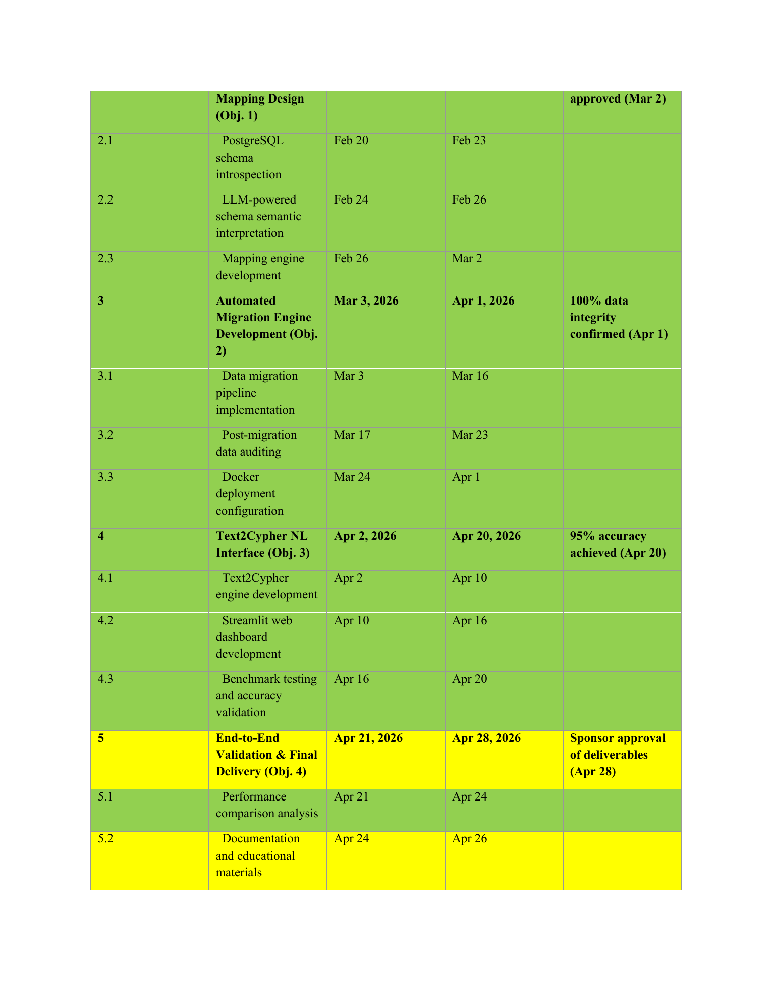 Mapping Design approved (Mar 2)
(Obj. 1)
2.1 PostgreSQL Feb 20 Feb 23
schema
introspection
2.2 LLM-powered Feb 24 Feb 26
schema semantic
interpretation
2.3 Mapping engine Feb 26 Mar 2
development
3 Automated Mar 3, 2026 Apr 1, 2026 100% data
Migration Engine integrity
Development (Obj. confirmed (Apr 1)
2)
3.1 Data migration Mar 3 Mar 16
pipeline
implementation
3.2 Post-migration Mar 17 Mar 23
data auditing
3.3 Docker Mar 24 Apr 1
deployment
configuration
4 Text2Cypher NL Apr 2, 2026 Apr 20, 2026 95% accuracy
Interface (Obj. 3) achieved (Apr 20)
4.1 Text2Cypher Apr 2 Apr 10
engine development
4.2 Streamlit web Apr 10 Apr 16
dashboard
development
4.3 Benchmark testing Apr 16 Apr 20
and accuracy
validation
5 End-to-End Apr 21, 2026 Apr 28, 2026 Sponsor approval
Validation & Final of deliverables
Delivery (Obj. 4) (Apr 28)
5.1 Performance Apr 21 Apr 24
comparison analysis
5.2 Documentation Apr 24 Apr 26
and educational
materials